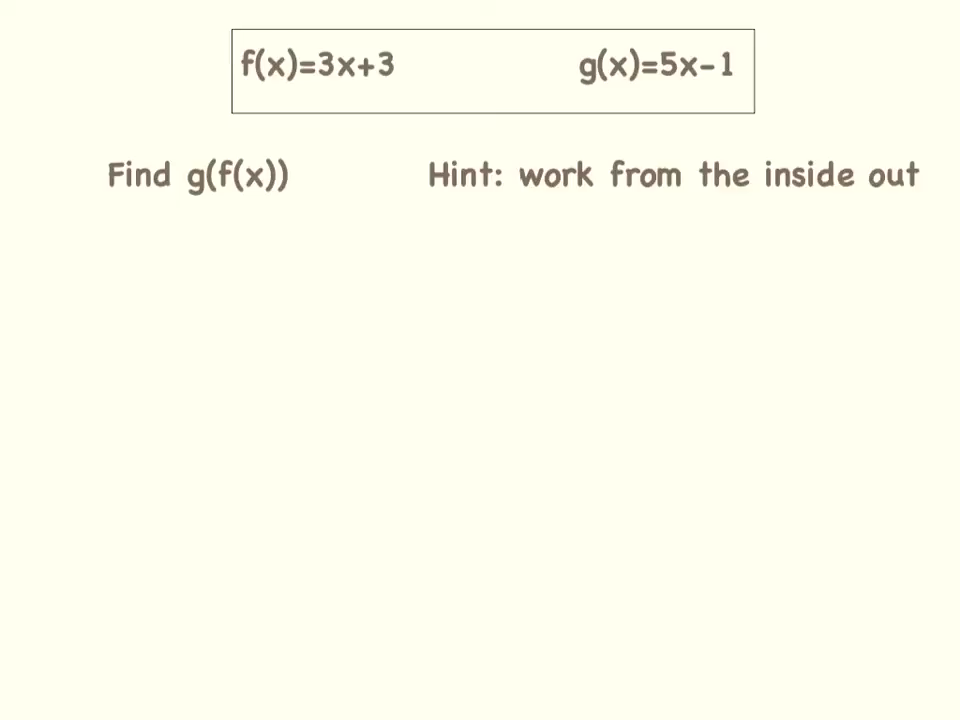 f(x)=3x+3 g(x)=5x-1
Find g(f(x)) Hint: work from the inside out